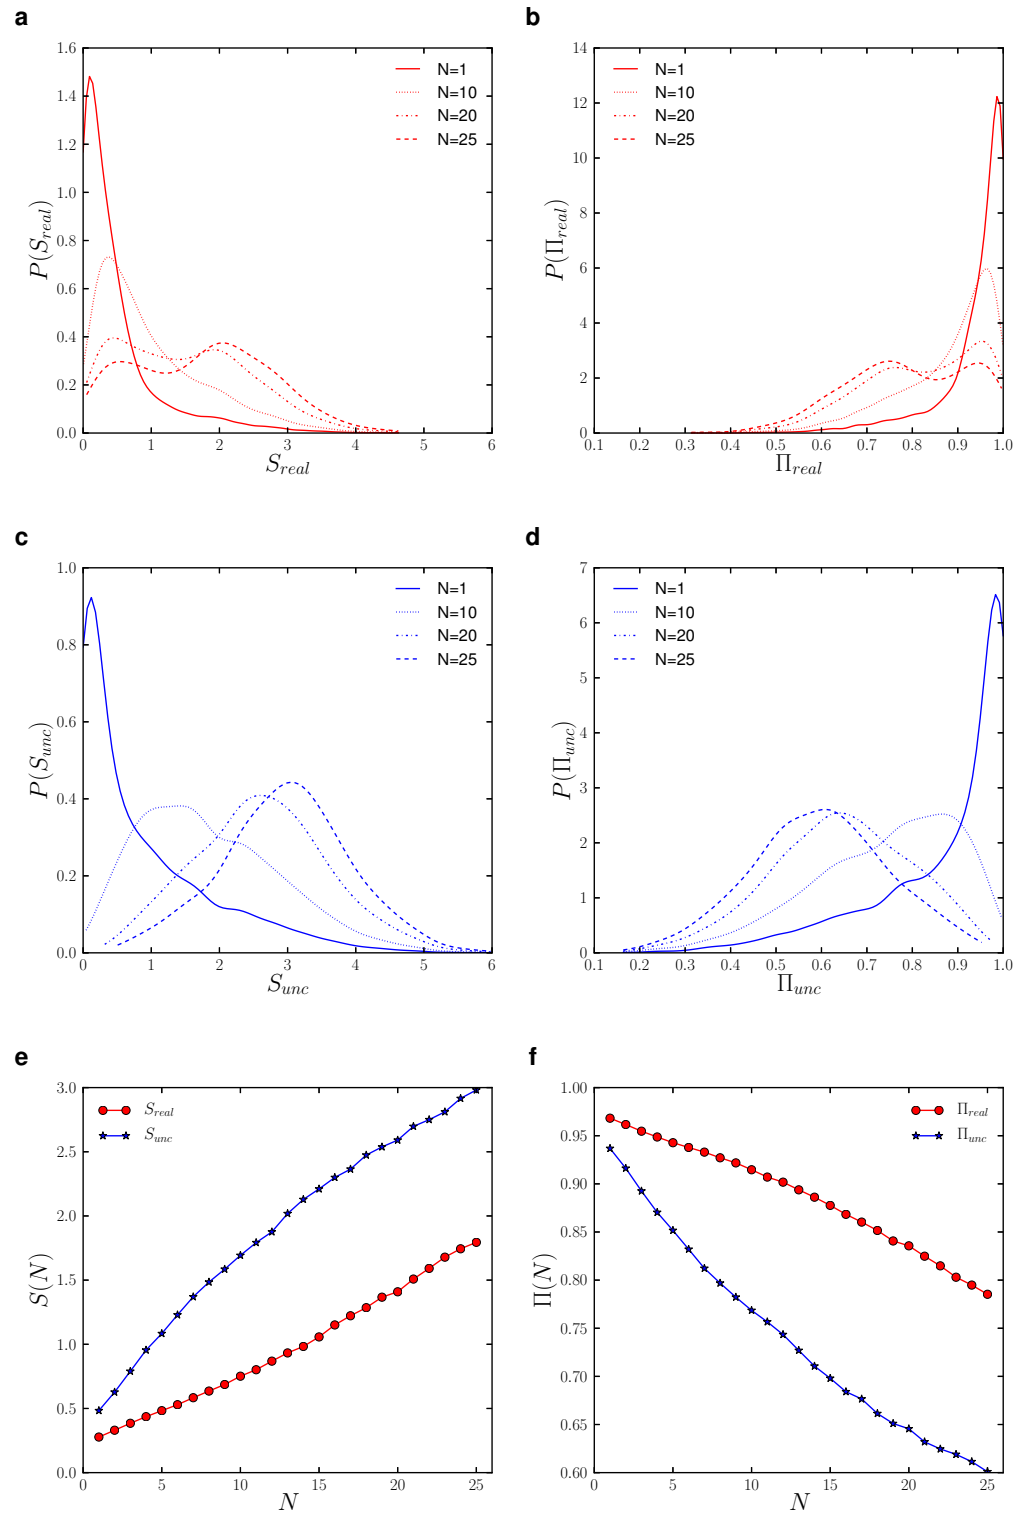 a
1.6
1.4
1.2
1.0
0.8
0.6
0.4
0.2
0.0
0 1 2 3 4 5 6
P(S_real)
S_real
N=1
N=10
N=20
N=25
b
14
12
10
8
6
4
2
0
0.1 0.2 0.3 0.4 0.5 0.6 0.7 0.8 0.9 1.0
P(Π_real)
Π_real
N=1
N=10
N=20
N=25
c
1.0
0.8
0.6
0.4
0.2
0.0
0 1 2 3 4 5 6
P(S_unc)
S_unc
N=1
N=10
N=20
N=25
d
7
6
5
4
3
2
1
0
0.1 0.2 0.3 0.4 0.5 0.6 0.7 0.8 0.9 1.0
P(Π_unc)
Π_unc
N=1
N=10
N=20
N=25
e
3.0
2.5
2.0
1.5
1.0
0.5
0.0
0 5 10 15 20 25
S(N)
N
S_real
S_unc
f
1.00
0.95
0.90
0.85
0.80
0.75
0.70
0.65
0.60
0 5 10 15 20 25
Π(N)
N
Π_real
Π_unc